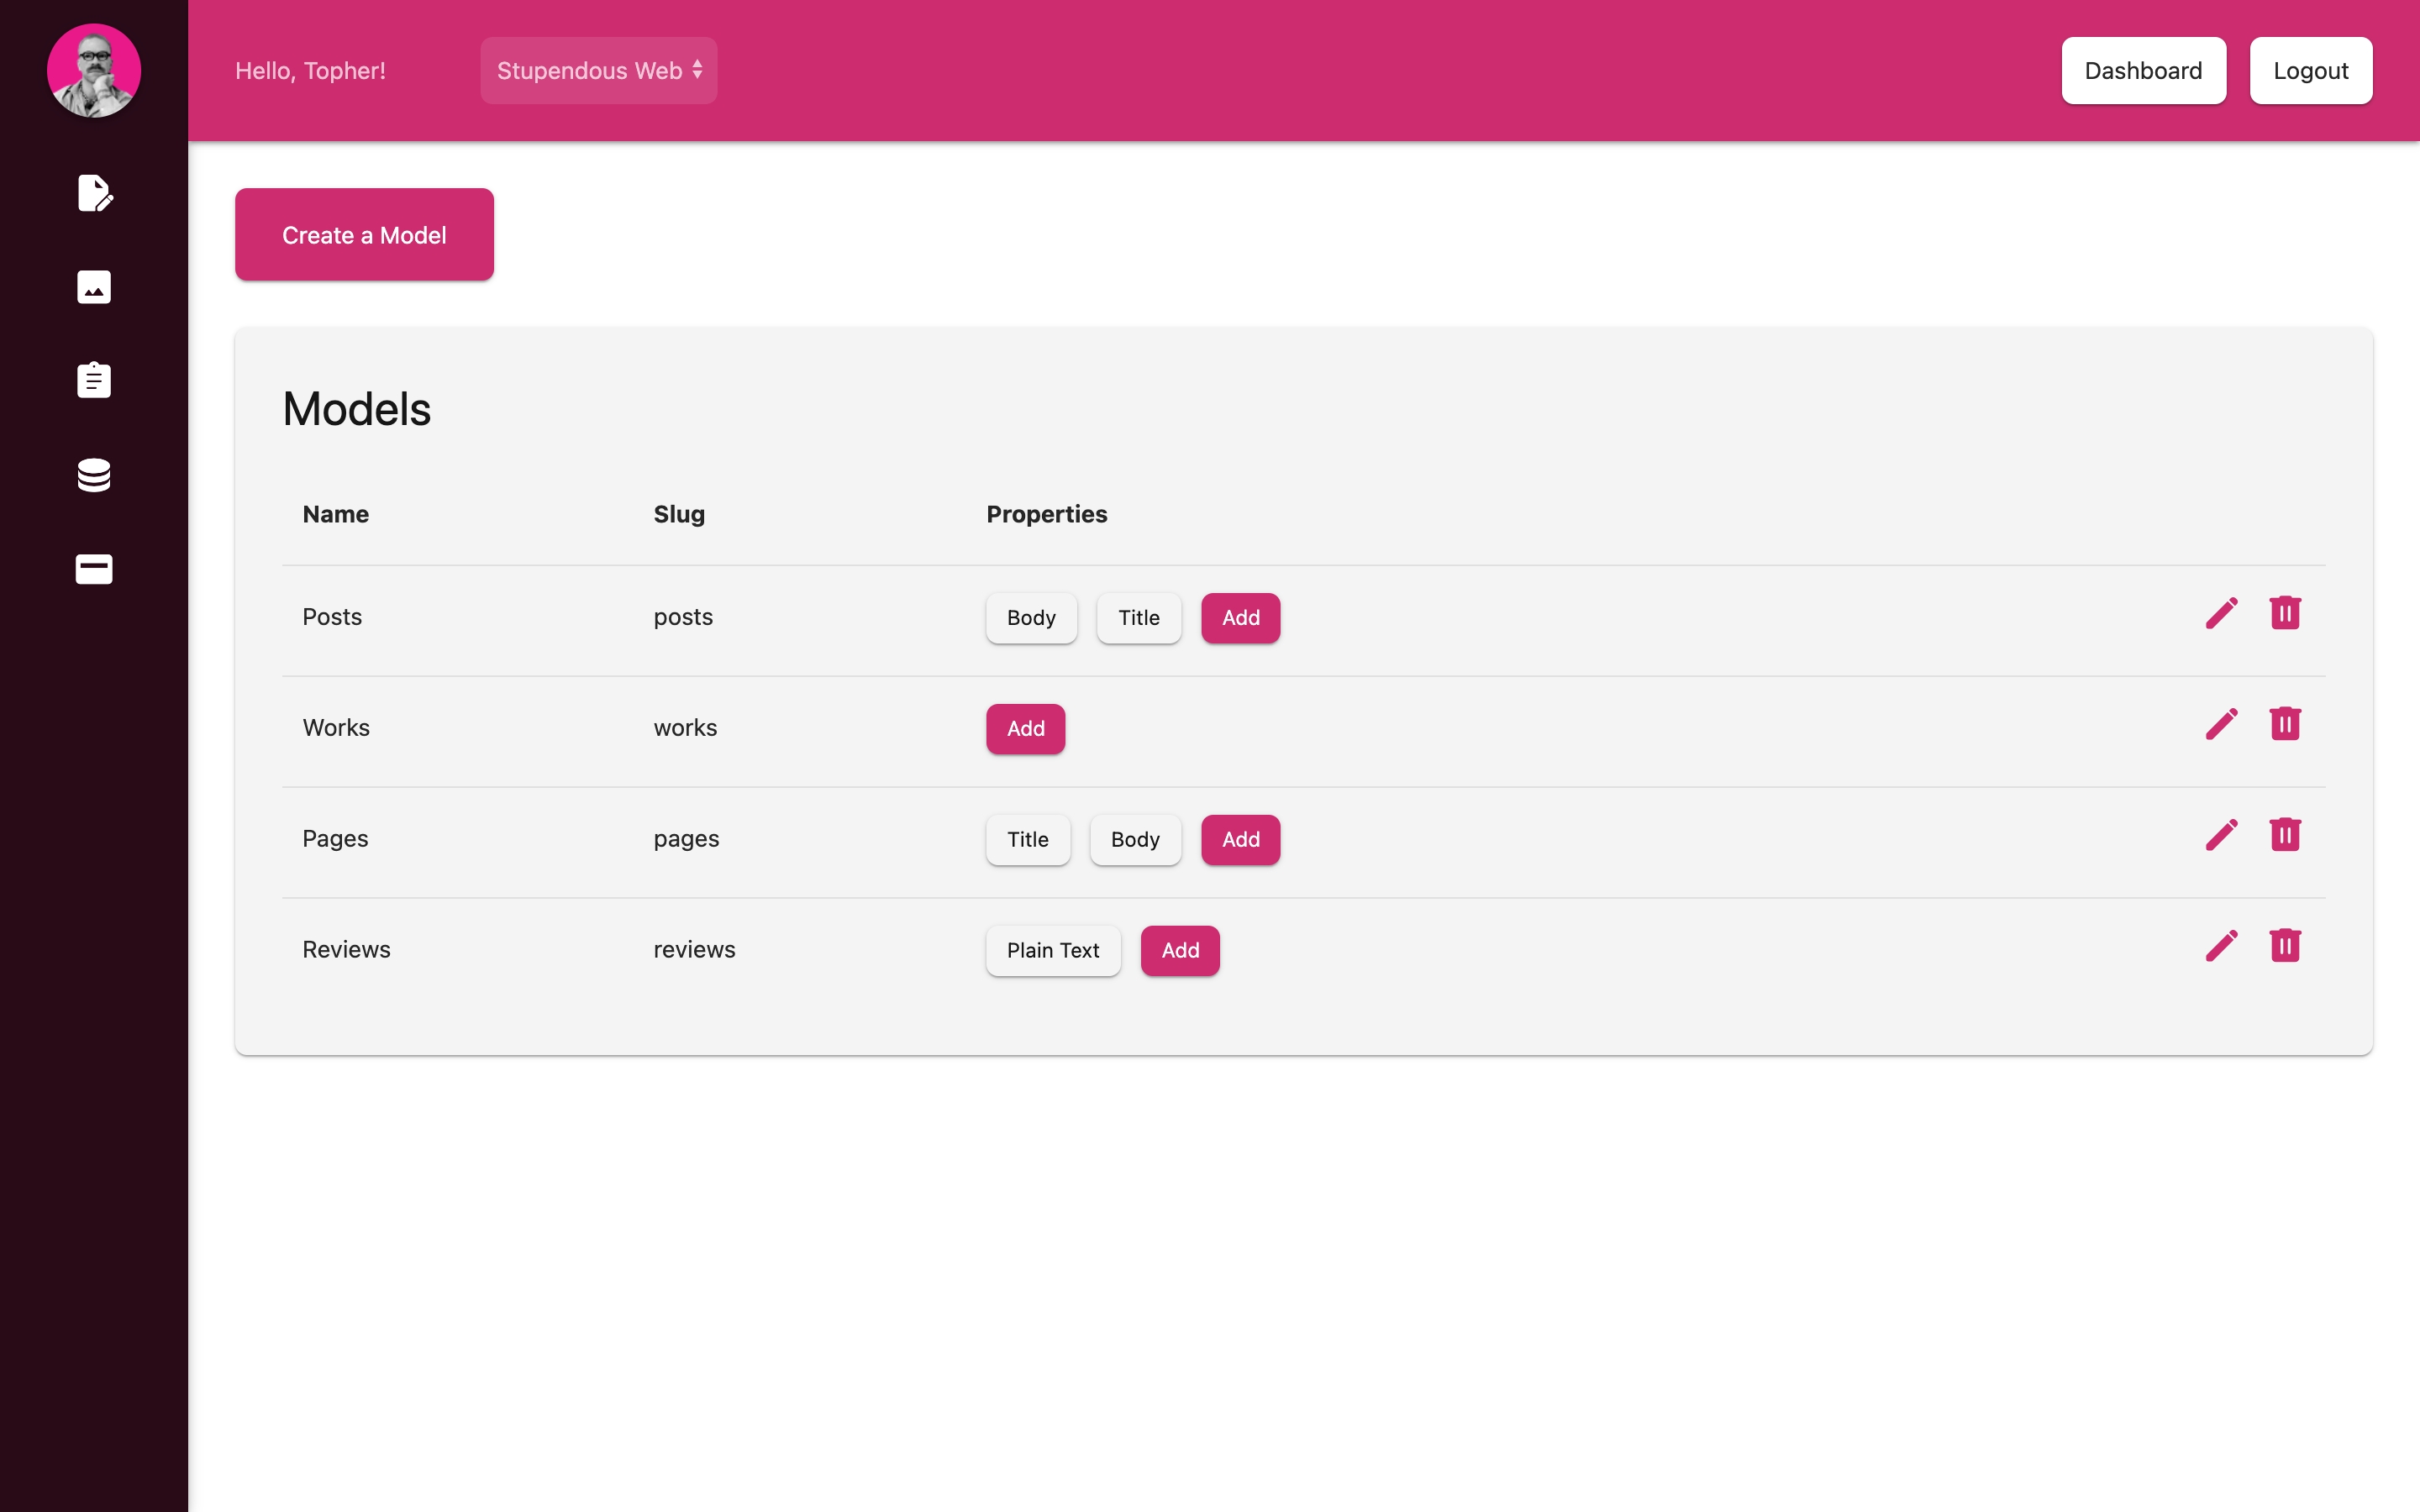 Hello, Topher! Stupendous Web Dashboard Logout
Create a Model
Models
Name Slug Properties
Posts posts Body Title Add
Works works Add
Pages pages Title Body Add
Reviews reviews Plain Text Add